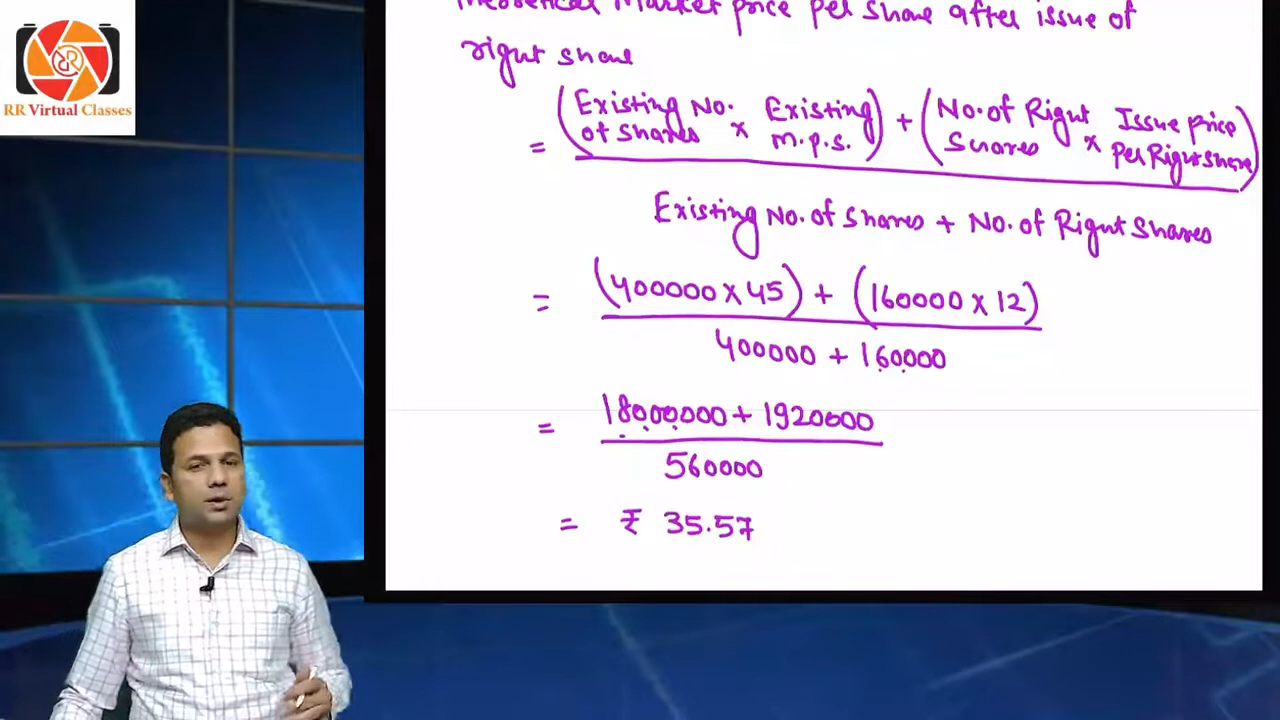 RR Virtual Classes
Theoretical Market price per share after issue of
right share
= (Existing No. of Shares × Existing m.p.s.) + (No. of Right Shares × Issue price Per Right share)
Existing No. of Shares + No. of Right Shares
= (400000 × 45) + (160000 × 12)
400000 + 160000
= 18000000 + 1920000
560000
= ₹ 35.57